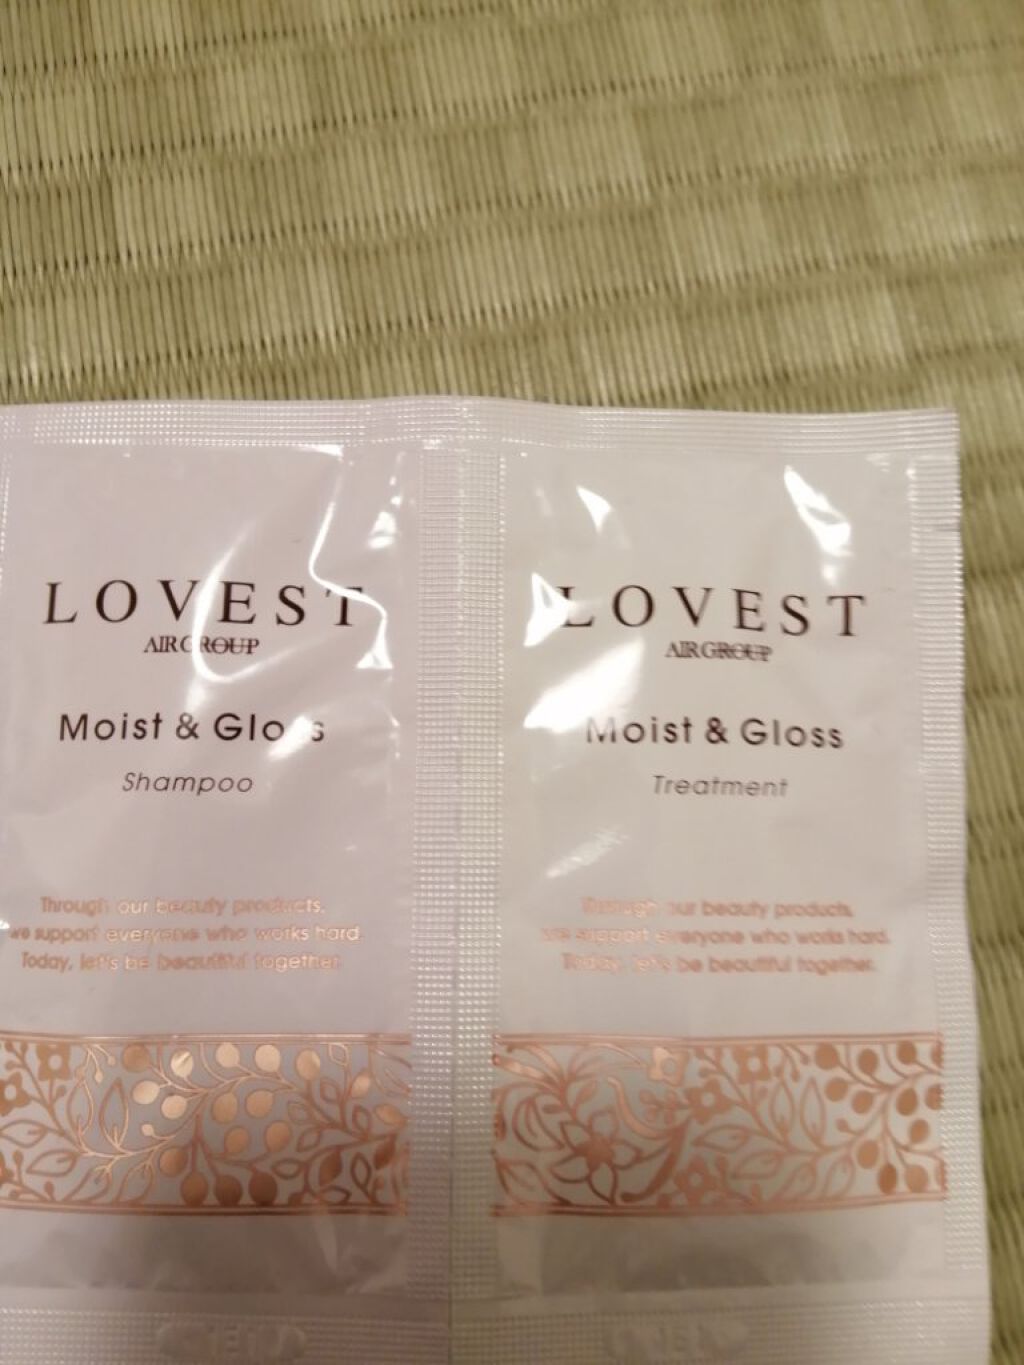 LOVEST
AIR GROUP
Moist & Gloss
Shampoo
Through our beauty products,
we support everyone who works hard.
Today, let's be beautiful together.
LOVEST
AIR GROUP
Moist & Gloss
Treatment
Through our beauty products,
we support everyone who works hard.
Today, let's be beautiful together.